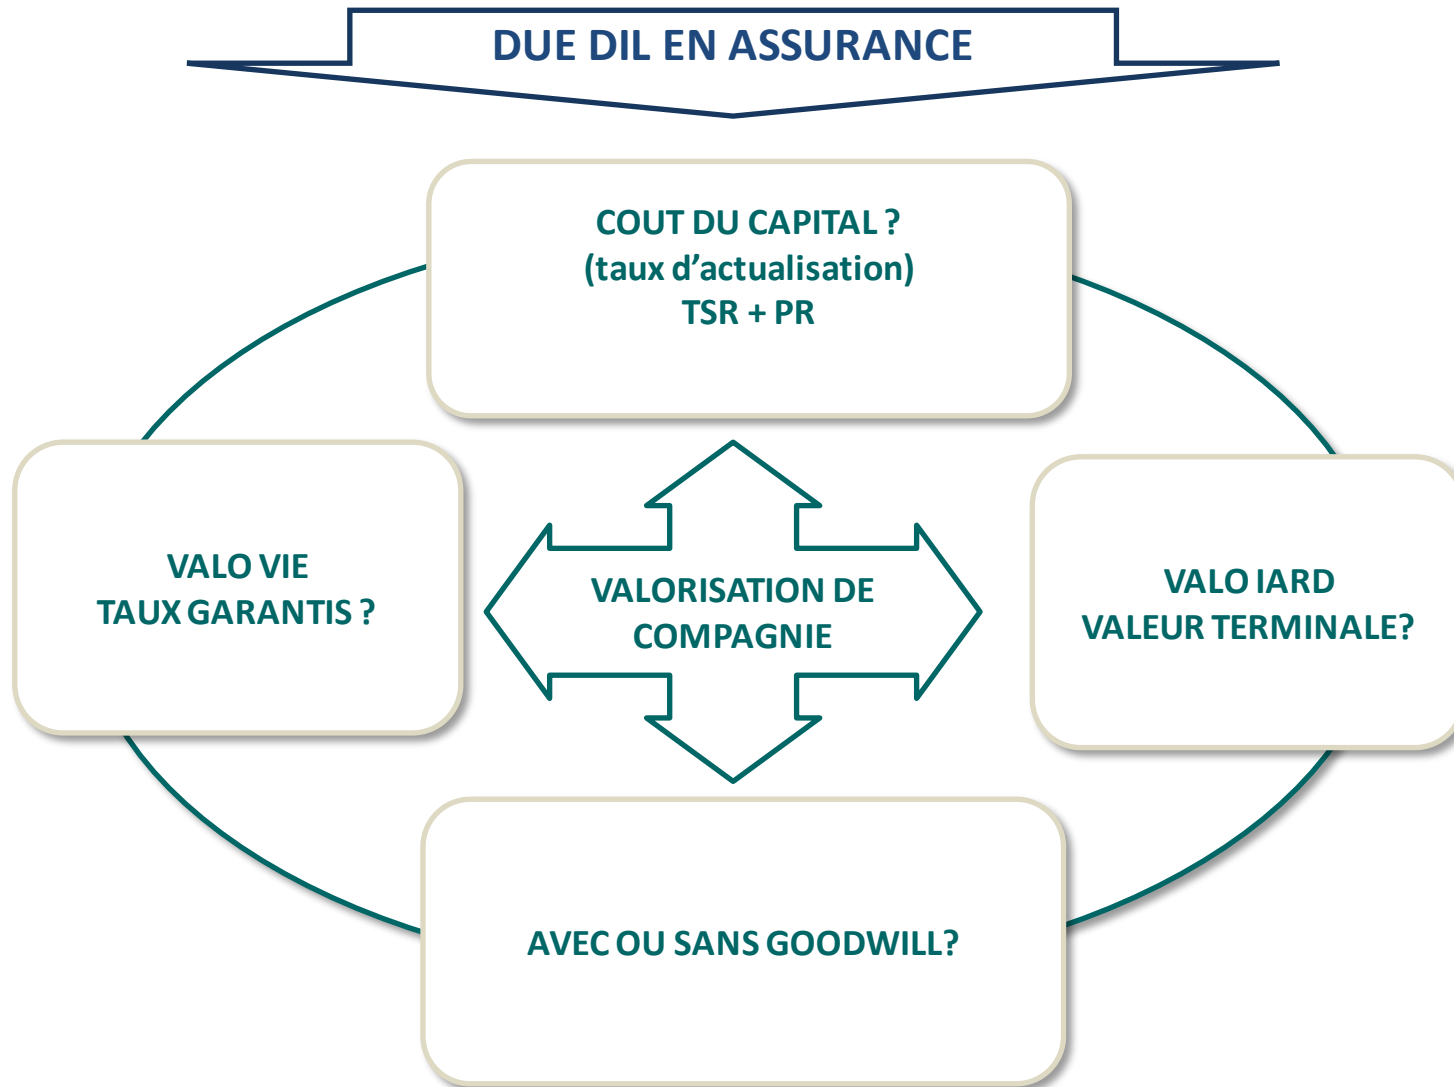 DUE DIL EN ASSURANCE
COUT DU CAPITAL ?
(taux d’actualisation)
TSR + PR
VALO VIE
TAUX GARANTIS ?
VALORISATION DE
COMPAGNIE
VALO IARD
VALEUR TERMINALE?
AVEC OU SANS GOODWILL?